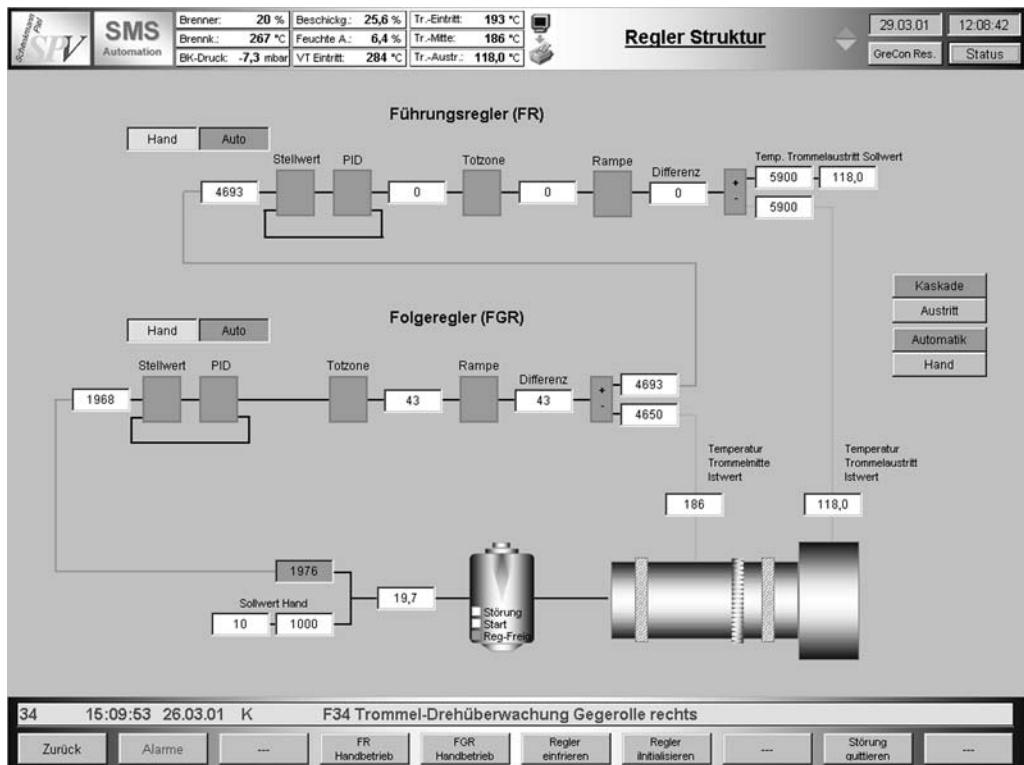 Scheskmann Piel
SPV
SMS
Automation
Brenner: 20 %
Brennk.: 267 °C
BK-Druck: -7,3 mbar
Beschickg.: 25,6 %
Feuchte A.: 6,4 %
VT Eintritt: 284 °C
Tr.-Eintritt: 193 °C
Tr.-Mitte: 186 °C
Tr.-Austr.: 118,0 °C
Regler Struktur
29.03.01 12:08:42
GreCon Res. Status
Führungsregler (FR)
Hand Auto
Stellwert PID Totzone Rampe Differenz Temp. Trommelaustritt Sollwert
4693 0 0 0 + - 5900 118,0
5900
Kaskade
Austritt
Automatik
Hand
Folgeregler (FGR)
Hand Auto
Stellwert PID Totzone Rampe Differenz
1968 43 43 + - 4693
4650
Temperatur
Trommelmitte
Istwert
186
Temperatur
Trommelaustritt
Istwert
118,0
1976
Sollwert Hand
10 1000
19,7
Störung
Start
Reg-Freig
34 15:09:53 26.03.01 K F34 Trommel-Drehüberwachung Gegerolle rechts
Zurück
Alarme
---
FR
Handbetrieb
FGR
Handbetrieb
Regler
einfrieren
Regler
iInitialisieren
---
Störung
quittieren
---